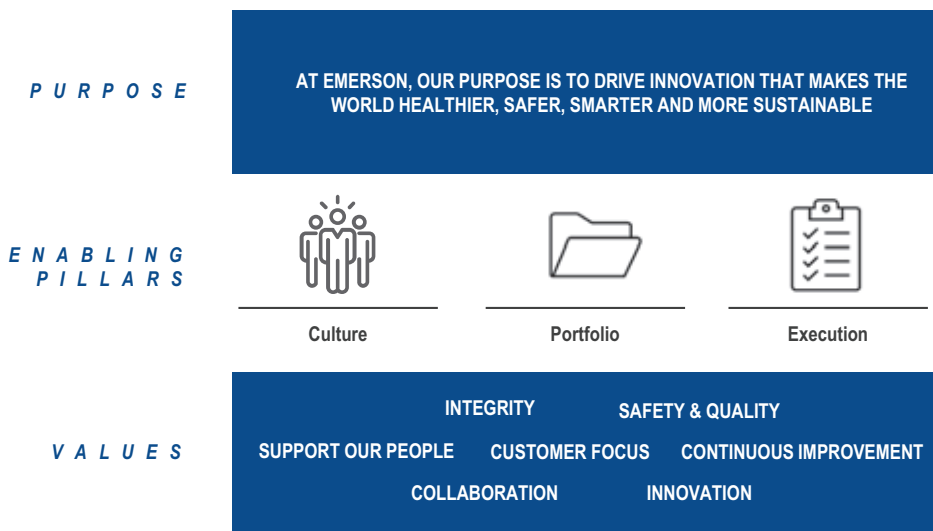 PURPOSE
AT EMERSON, OUR PURPOSE IS TO DRIVE INNOVATION THAT MAKES THE
WORLD HEALTHIER, SAFER, SMARTER AND MORE SUSTAINABLE
ENABLING
PILLARS
Culture
Portfolio
Execution
VALUES
INTEGRITY
SAFETY & QUALITY
SUPPORT OUR PEOPLE
CUSTOMER FOCUS
CONTINUOUS IMPROVEMENT
COLLABORATION
INNOVATION